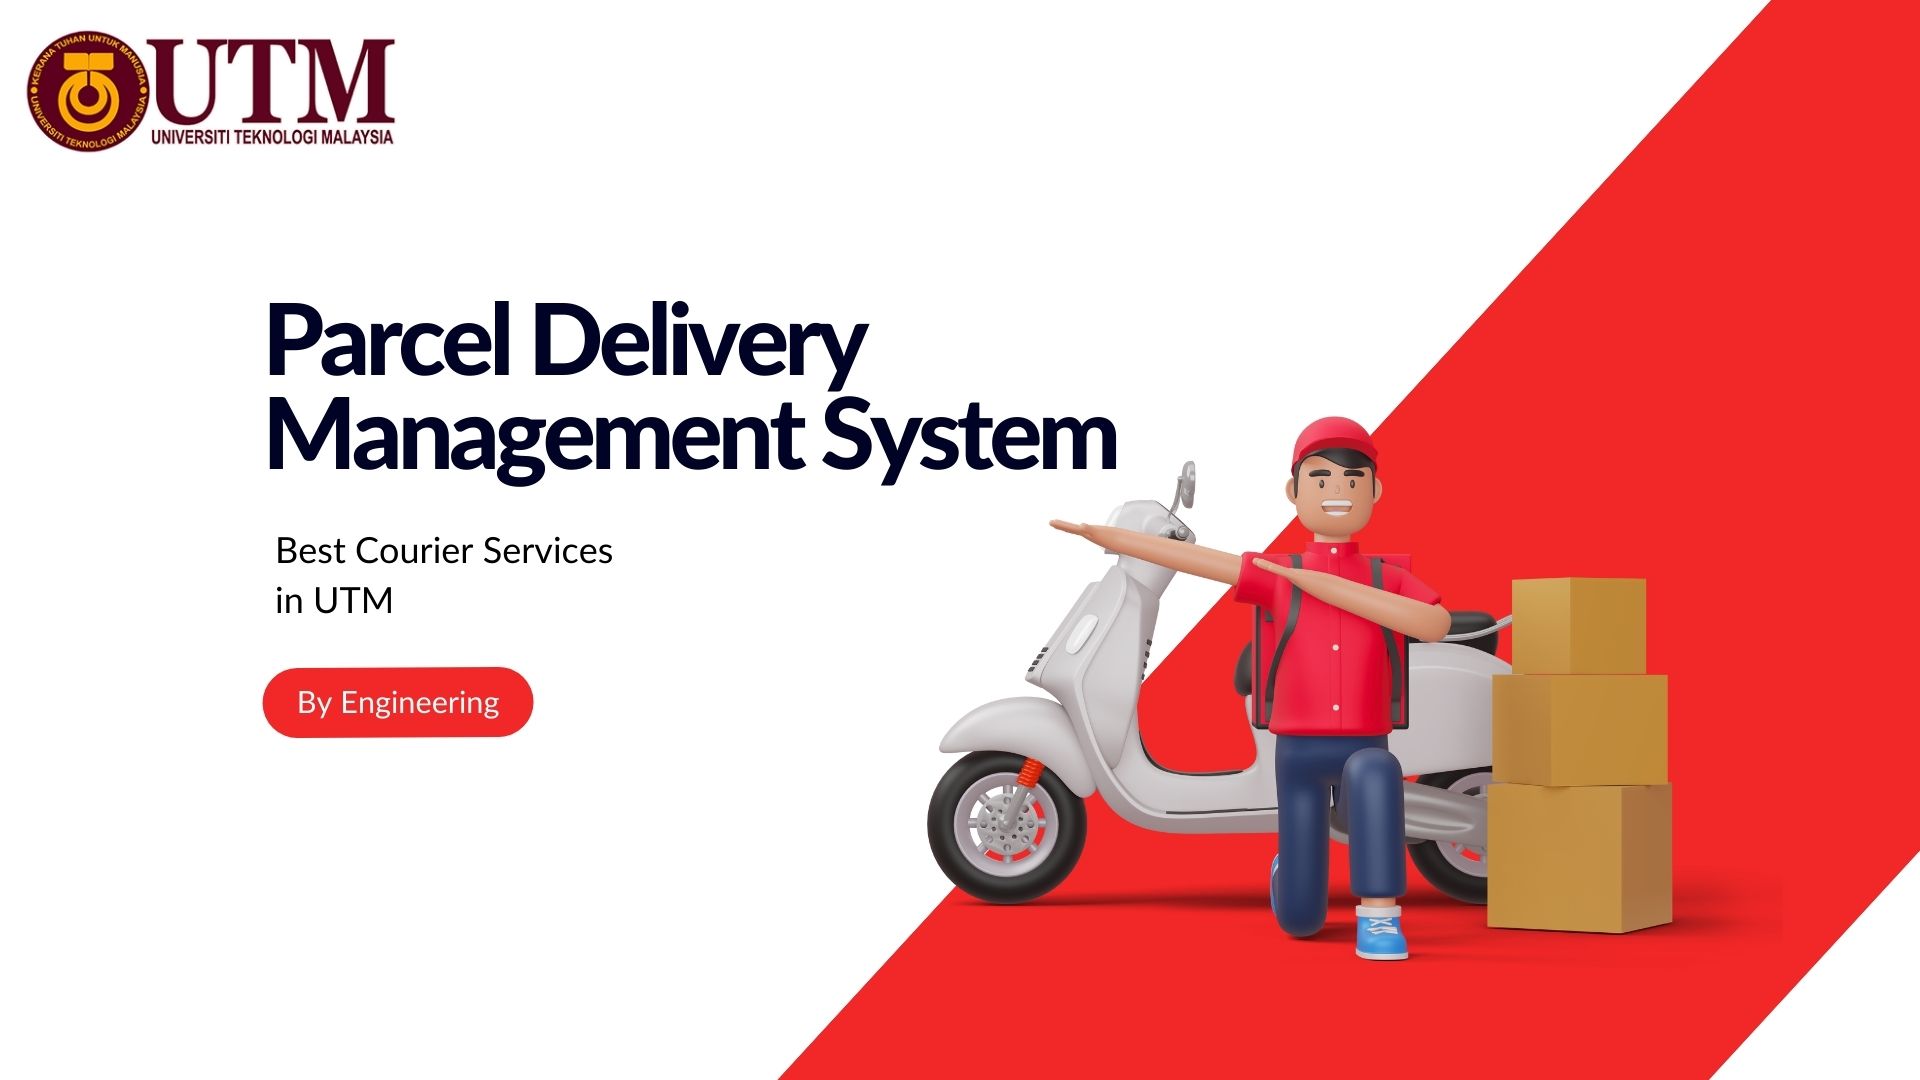 KERANA TUHAN UNTUK MANUSIA
UNIVERSITI TEKNOLOGI MALAYSIA
UTM
UNIVERSITI TEKNOLOGI MALAYSIA
Parcel Delivery
Management System
Best Courier Services
in UTM
By Engineering